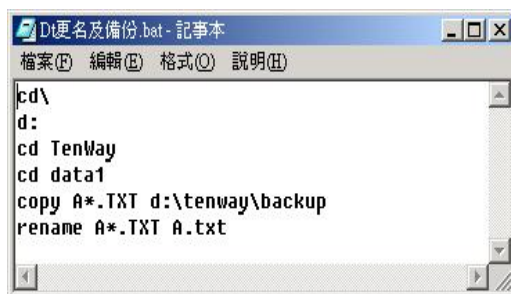 Dt更名及備份.bat - 記事本
檔案(F) 編輯(E) 格式(O) 說明(H)
cd\
d:
cd TenWay
cd data1
copy A*.TXT d:\tenway\backup
rename A*.TXT A.txt